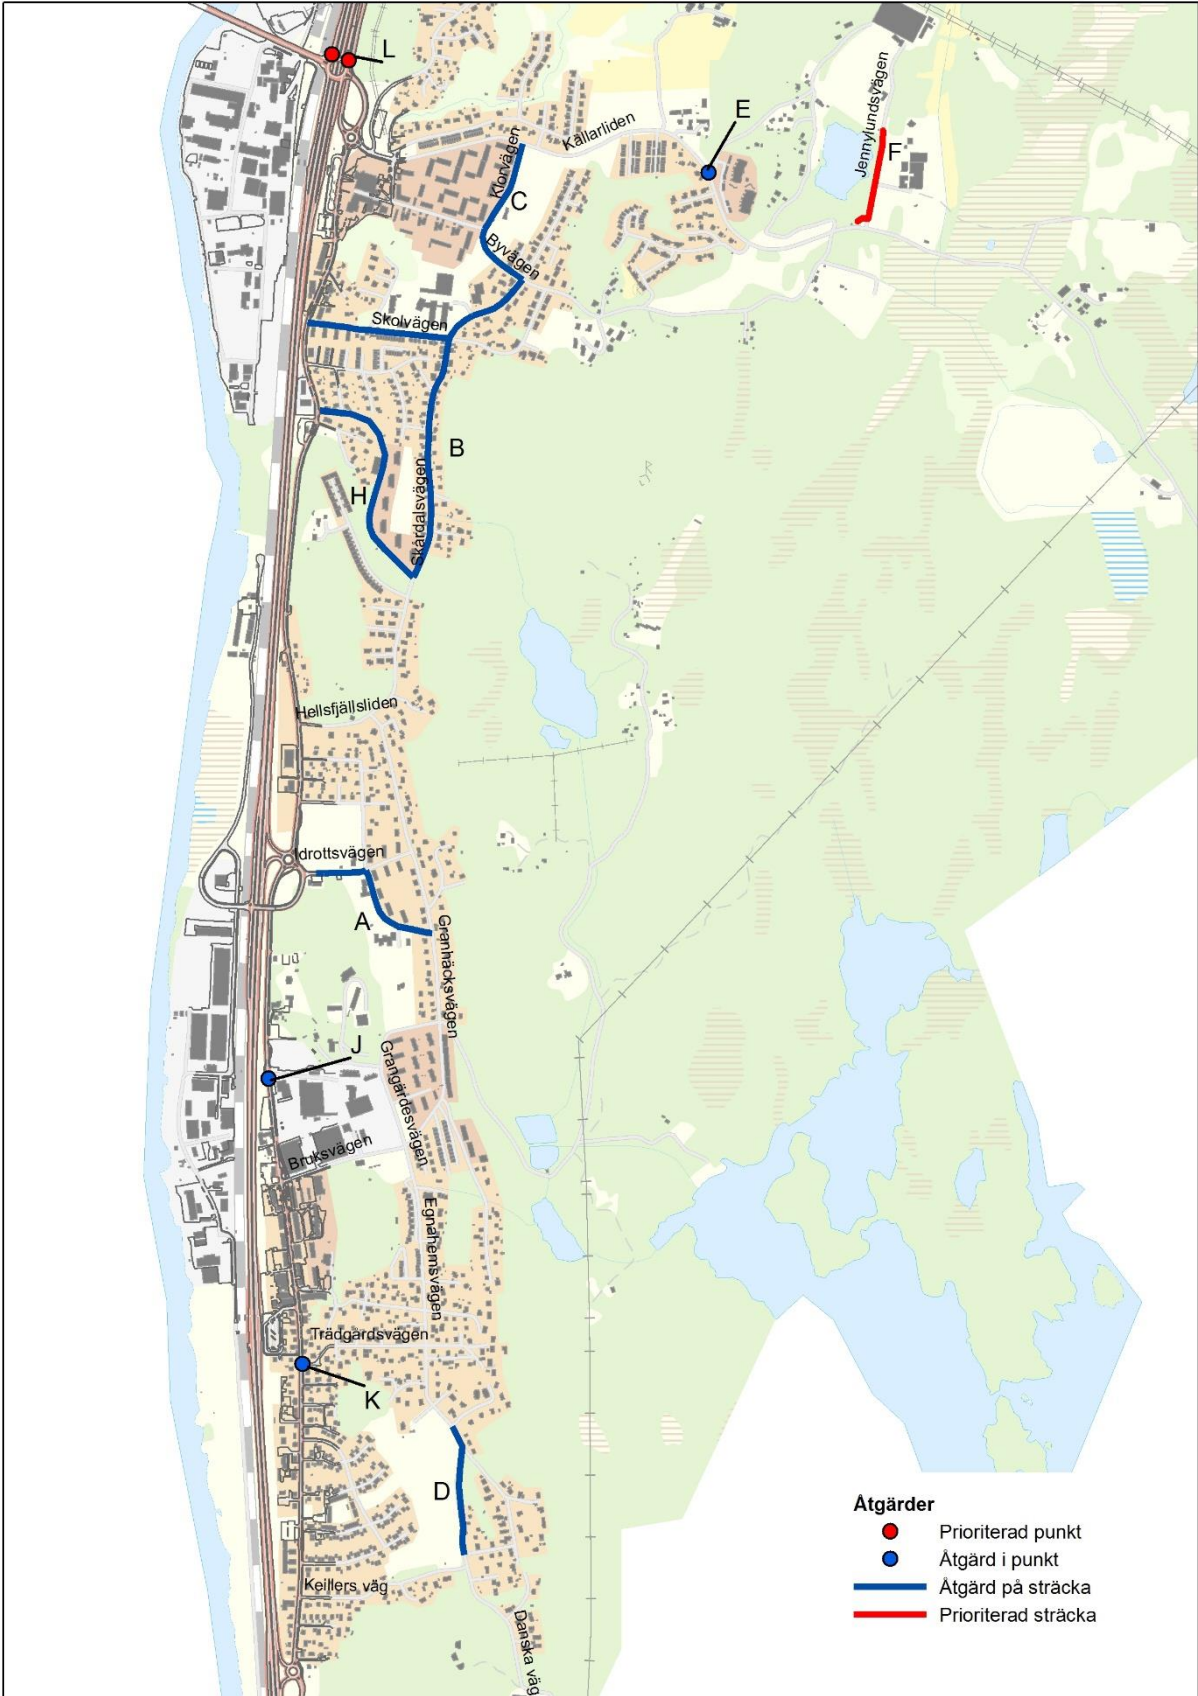 L
E
Jennylundsvägen
F
Källarliden
Klorvägen
C
Byvägen
Skolvägen
B
H
Skårdalsvägen
Hellsfjällsliden
Idrottsvägen
A
Granhäcksvägen
J
Grangärdesvägen
Bruksvägen
Egnahemsvägen
Trädgårdsvägen
K
D
Keillers väg
Danska väg
Åtgärder
Prioriterad punkt
Åtgärd i punkt
Åtgärd på sträcka
Prioriterad sträcka